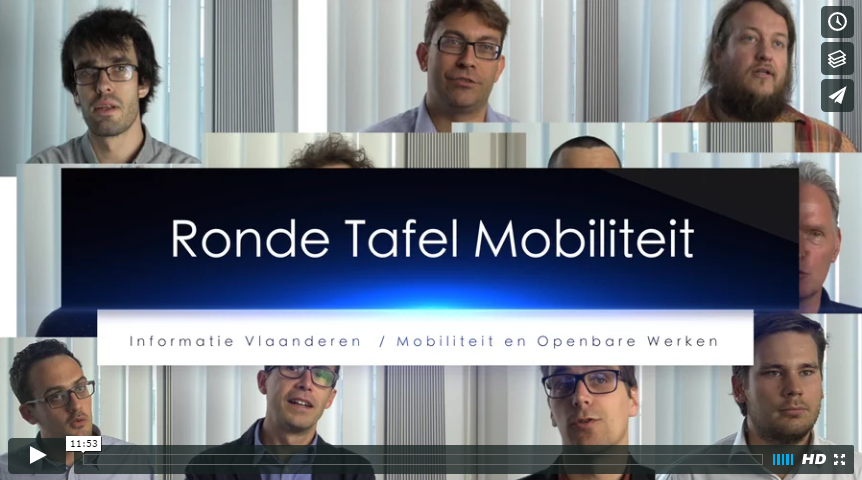 Ronde Tafel Mobiliteit
Informatie Vlaanderen / Mobiliteit en Openbare Werken
11:53
HD